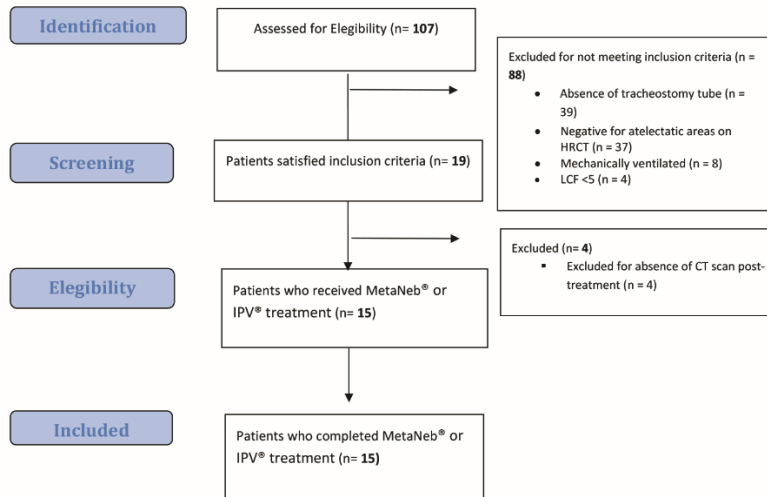 Identification
Assessed for Elegibility (n= 107)
Excluded for not meeting inclusion criteria (n =
88)
• Absence of tracheostomy tube (n =
39)
• Negative for atelectatic areas on
HRCT (n = 37)
• Mechanically ventilated (n = 8)
• LCF <5 (n = 4)
Screening
Patients satisfied inclusion criteria (n= 19)
Excluded (n= 4)
▪ Excluded for absence of CT scan post-
treatment (n = 4)
Elegibility
Patients who received MetaNeb® or
IPV® treatment (n= 15)
Included
Patients who completed MetaNeb® or
IPV® treatment (n= 15)